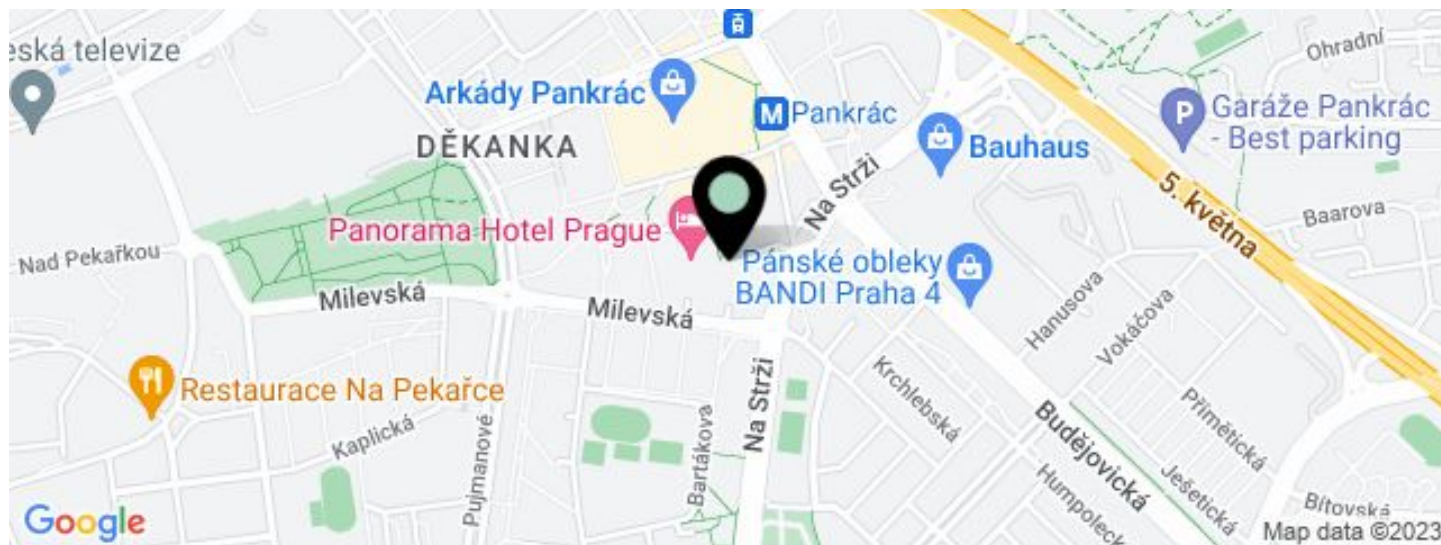 eská televize
Arkády Pankrác
DĚKANKA
M
Pankrác
Bauhaus
Ohradní
P
Garáže Pankrác
- Best parking
Na Strži
5. května
Baarova
Panorama Hotel Prague
Nad Pekařkou
Pánské obleky
BANDI Praha 4
Milevská
Milevská
Hanusova
Vokáčova
Restaurace Na Pekařce
Na Strži
Krchlebská
Přímětická
Kaplická
Pujmanové
Bartákova
Budějovická
Humpoleck
Ješetická
Bítovská
Google
Map data ©2023